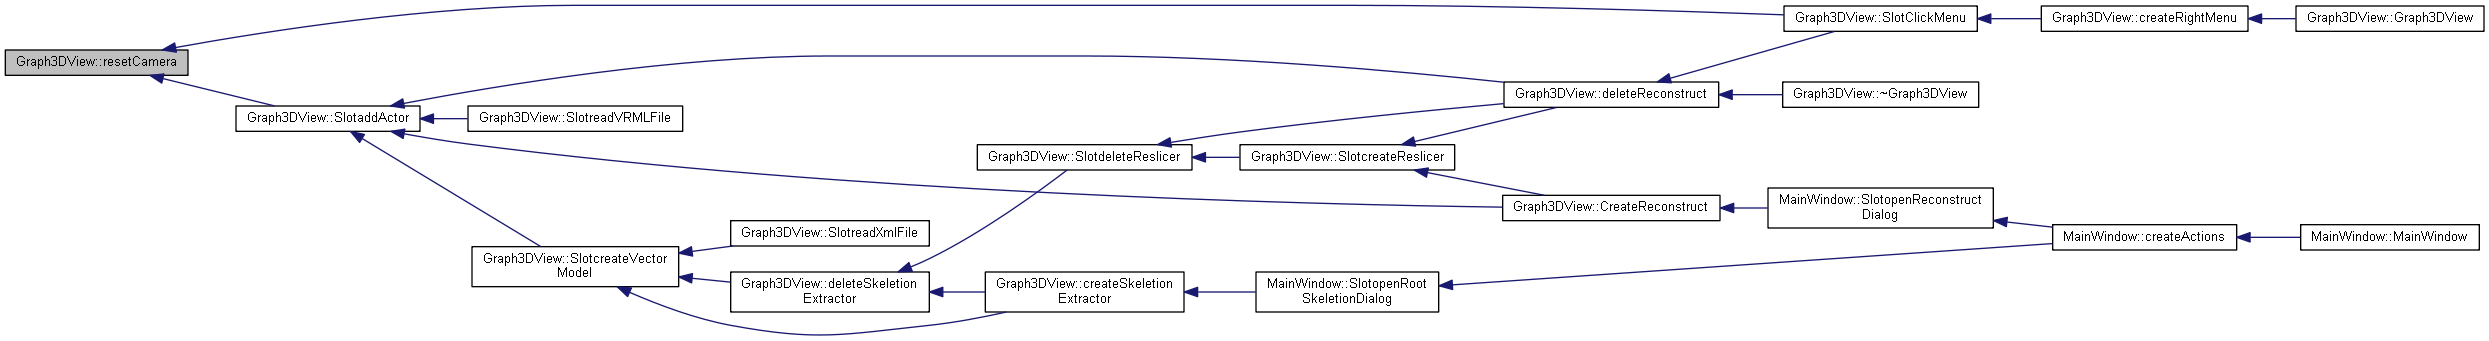 Graph3DView::resetCamera
Graph3DView::SlotClickMenu
Graph3DView::createRightMenu
Graph3DView::Graph3DView
Graph3DView::SlotaddActor
Graph3DView::SlotreadVRMLFile
Graph3DView::deleteReconstruct
Graph3DView::~Graph3DView
Graph3DView::SlotdeleteReslicer
Graph3DView::SlotcreateReslicer
Graph3DView::CreateReconstruct
MainWindow::SlotopenReconstruct
Dialog
MainWindow::createActions
MainWindow::MainWindow
Graph3DView::SlotcreateVector
Model
Graph3DView::SlotreadXmlFile
Graph3DView::deleteSkeletion
Extractor
Graph3DView::createSkeletion
Extractor
MainWindow::SlotopenRoot
SkeletionDialog